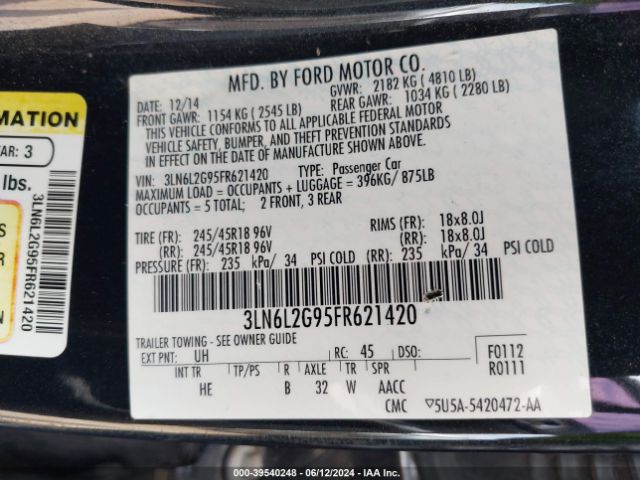 MFD. BY FORD MOTOR CO.
DATE: 12/14
GVWR: 2182 KG ( 4810 LB)
FRONT GAWR: 1154 KG ( 2545 LB)
REAR GAWR: 1034 KG ( 2280 LB)
THIS VEHICLE CONFORMS TO ALL APPLICABLE FEDERAL MOTOR
VEHICLE SAFETY, BUMPER, AND THEFT PREVENTION STANDARDS
IN EFFECT ON THE DATE OF MANUFACTURE SHOWN ABOVE.
VIN: 3LN6L2G95FR621420 TYPE: Passenger Car
MAXIMUM LOAD = OCCUPANTS + LUGGAGE = 396KG/ 875LB
OCCUPANTS = 5 TOTAL; 2 FRONT, 3 REAR
TIRE (FR): 245/45R18 96V RIMS (FR): 18x8.0J
(RR): 245/45R18 96V (RR): 18x8.0J
PRESSURE (FR): 235 kPa/ 34 PSI COLD (RR): 235 kPa/ 34 PSI COLD
3LN6L2G95FR621420
TRAILER TOWING - SEE OWNER GUIDE
EXT PNT: UH RC: 45 DSO: F0112
R0111
INT TR TP/PS R AXLE TR SPR
HE B 32 W AACC
CMC ▽5U5A-5420472-AA
RMATION
AR: 3
lbs.
S
R
N
3LN6L2G95FR621420
000-39540248 - 06/12/2024 - IAA Inc.